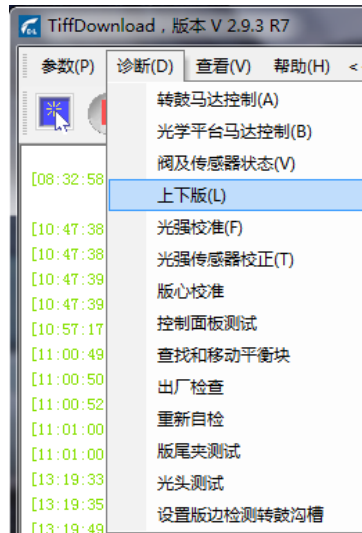 TiffDownload , 版本 V 2.9.3 R7
参数(P) 诊断(D) 查看(V) 帮助(H) <
转鼓马达控制(A)
光学平台马达控制(B)
阀及传感器状态(V)
[08:32:58
上下版(L)
[10:47:38
光强校准(F)
[10:47:38
光强传感器校正(T)
[10:47:39
版心校准
[10:47:39
控制面板测试
[10:57:17
[11:00:49
查找和移动平衡块
[11:00:50
出厂检查
[11:00:52
重新自检
[11:01:00
[11:01:00
版尾夹测试
[13:19:33
光头测试
[13:19:35
设置版边检测转鼓沟槽
[13:19:49